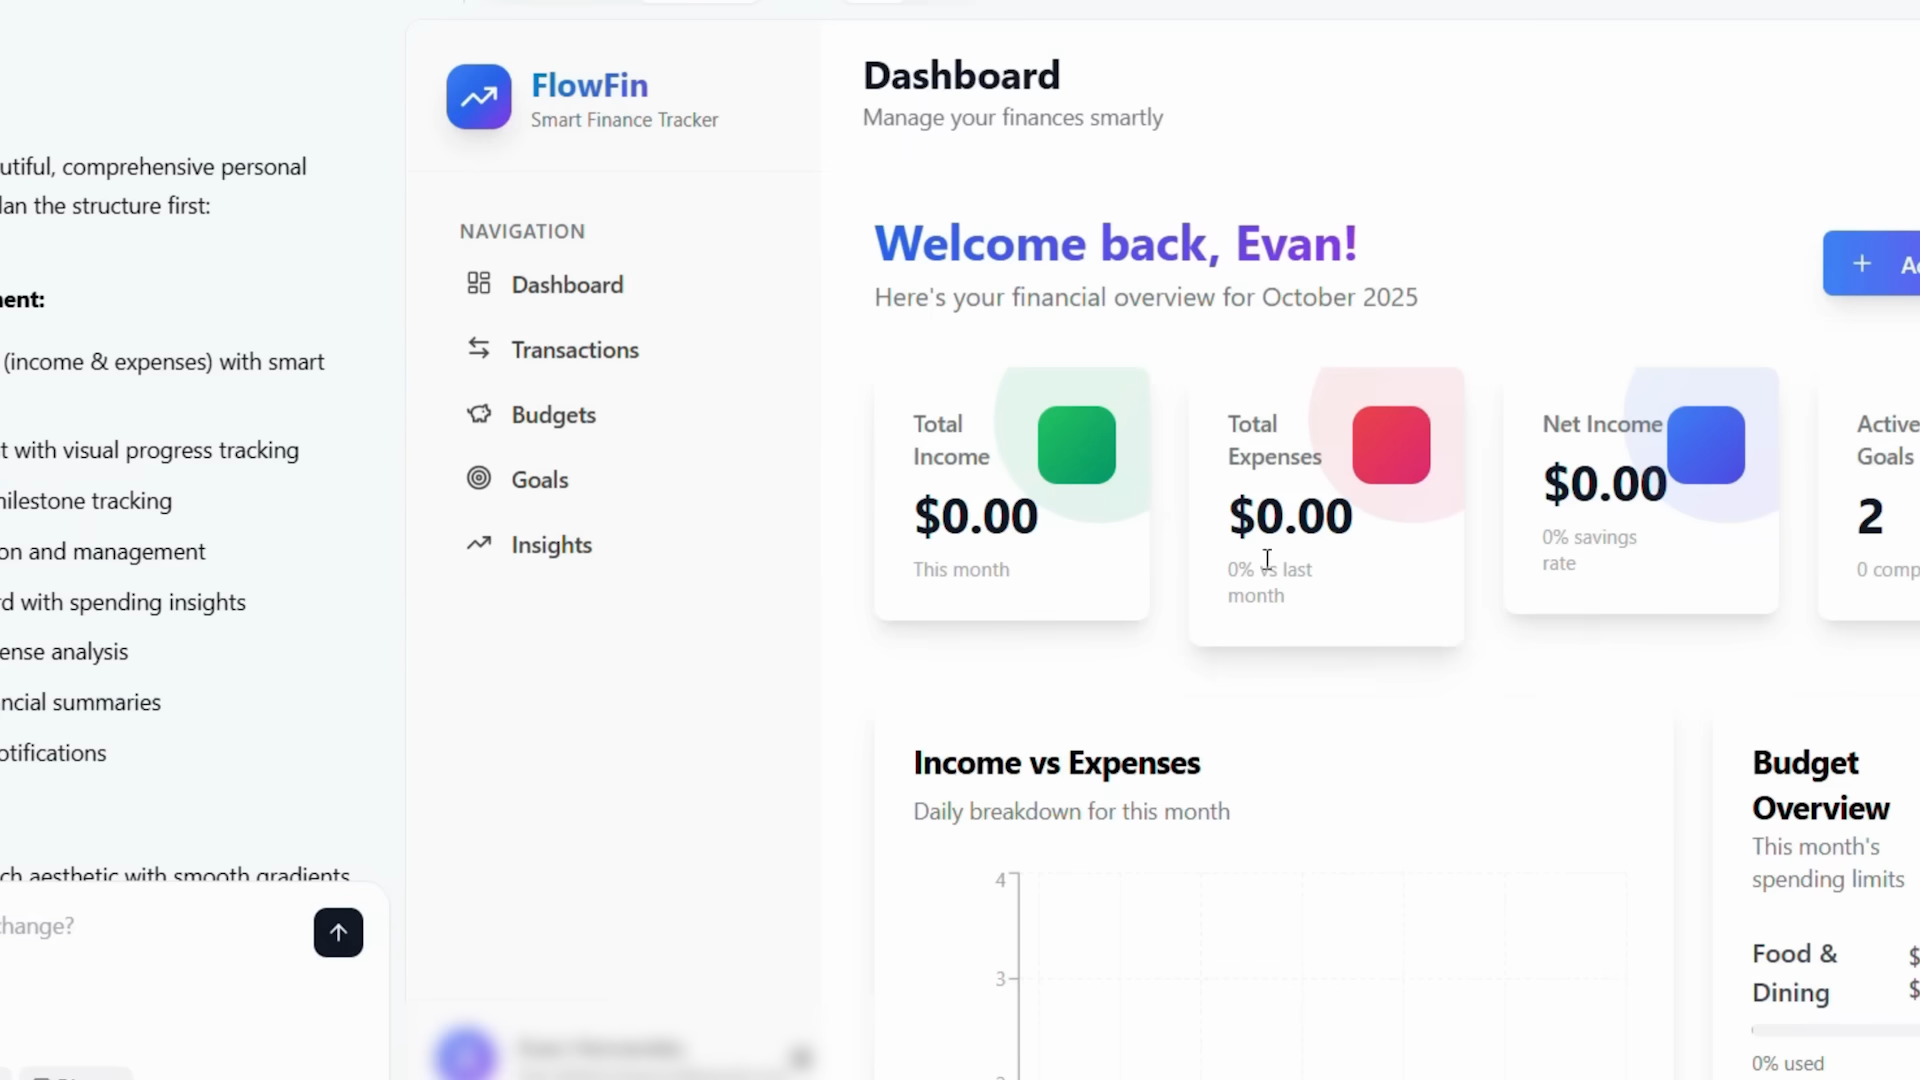 utiful, comprehensive personal
lan the structure first:
nent:
(income & expenses) with smart
t with visual progress tracking
nilestone tracking
on and management
d with spending insights
ense analysis
ncial summaries
otifications
ch aesthetic with smooth gradients
change?
FlowFin
Smart Finance Tracker
NAVIGATION
Dashboard
Transactions
Budgets
Goals
Insights
Dashboard
Manage your finances smartly
Welcome back, Evan!
Here's your financial overview for October 2025
+ Ac
Total
Income
$0.00
This month
Total
Expenses
$0.00
0% vs last
month
Net Income
$0.00
0% savings
rate
Active
Goals
2
0 comp
Income vs Expenses
Daily breakdown for this month
4
3
Budget
Overview
This month's
spending limits
Food &
Dining
$
$
0% used